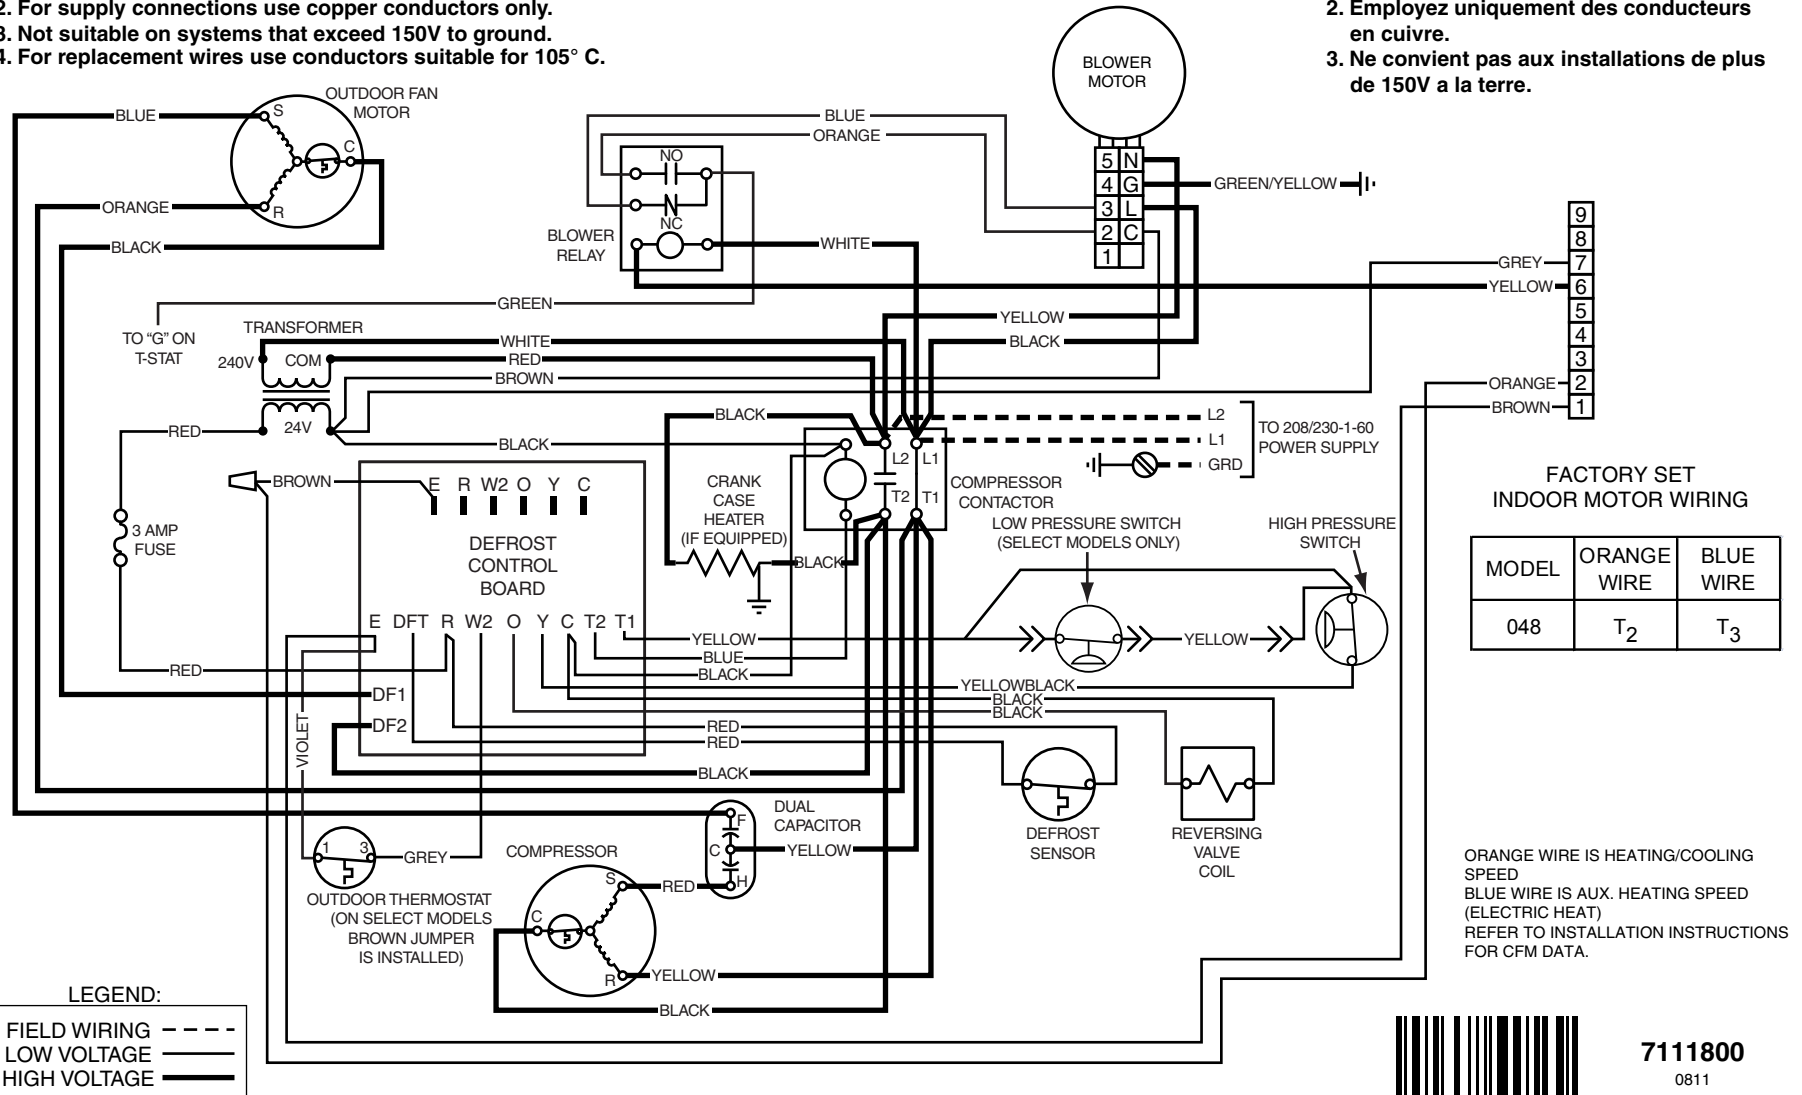 2. For supply connections use copper conductors only.
3. Not suitable on systems that exceed 150V to ground.
4. For replacement wires use conductors suitable for 105° C.
2. Employez uniquement des conducteurs
en cuivre.
3. Ne convient pas aux installations de plus
de 150V a la terre.
OUTDOOR FAN
MOTOR
S
C
R
BLUE
ORANGE
BLACK
BLOWER
MOTOR
BLUE
ORANGE
NO
NC
BLOWER
RELAY
WHITE
5 N
4 G
3 L
2 C
1
GREEN/YELLOW
9
8
7
6
5
4
3
2
1
GREY
YELLOW
ORANGE
BROWN
GREEN
TO “G” ON
T-STAT
TRANSFORMER
240V
COM
24V
WHITE
RED
BROWN
YELLOW
BLACK
RED
BLACK
BLACK
L2
L1
GRD
TO 208/230-1-60
POWER SUPPLY
L2 L1
T2 T1
COMPRESSOR
CONTACTOR
BROWN
E R W2 O Y C
DEFROST
CONTROL
BOARD
E DFT R W2 O Y C T2 T1
DF1
DF2
3 AMP
FUSE
CRANK
CASE
HEATER
(IF EQUIPPED)
BLACK
LOW PRESSURE SWITCH
(SELECT MODELS ONLY)
HIGH PRESSURE
SWITCH
FACTORY SET
INDOOR MOTOR WIRING
MODEL ORANGE WIRE BLUE WIRE
048 T2 T3
YELLOW
YELLOW
BLUE
BLACK
RED
YELLOWBLACK
BLACK
BLACK
RED
RED
BLACK
VIOLET
DEFROST
SENSOR
REVERSING
VALVE
COIL
DUAL
CAPACITOR
F
C
H
YELLOW
1 3
GREY
OUTDOOR THERMOSTAT
(ON SELECT MODELS
BROWN JUMPER
IS INSTALLED)
COMPRESSOR
S
C
R
RED
YELLOW
BLACK
ORANGE WIRE IS HEATING/COOLING
SPEED
BLUE WIRE IS AUX. HEATING SPEED
(ELECTRIC HEAT)
REFER TO INSTALLATION INSTRUCTIONS
FOR CFM DATA.
LEGEND:
FIELD WIRING
LOW VOLTAGE
HIGH VOLTAGE
7111800
0811